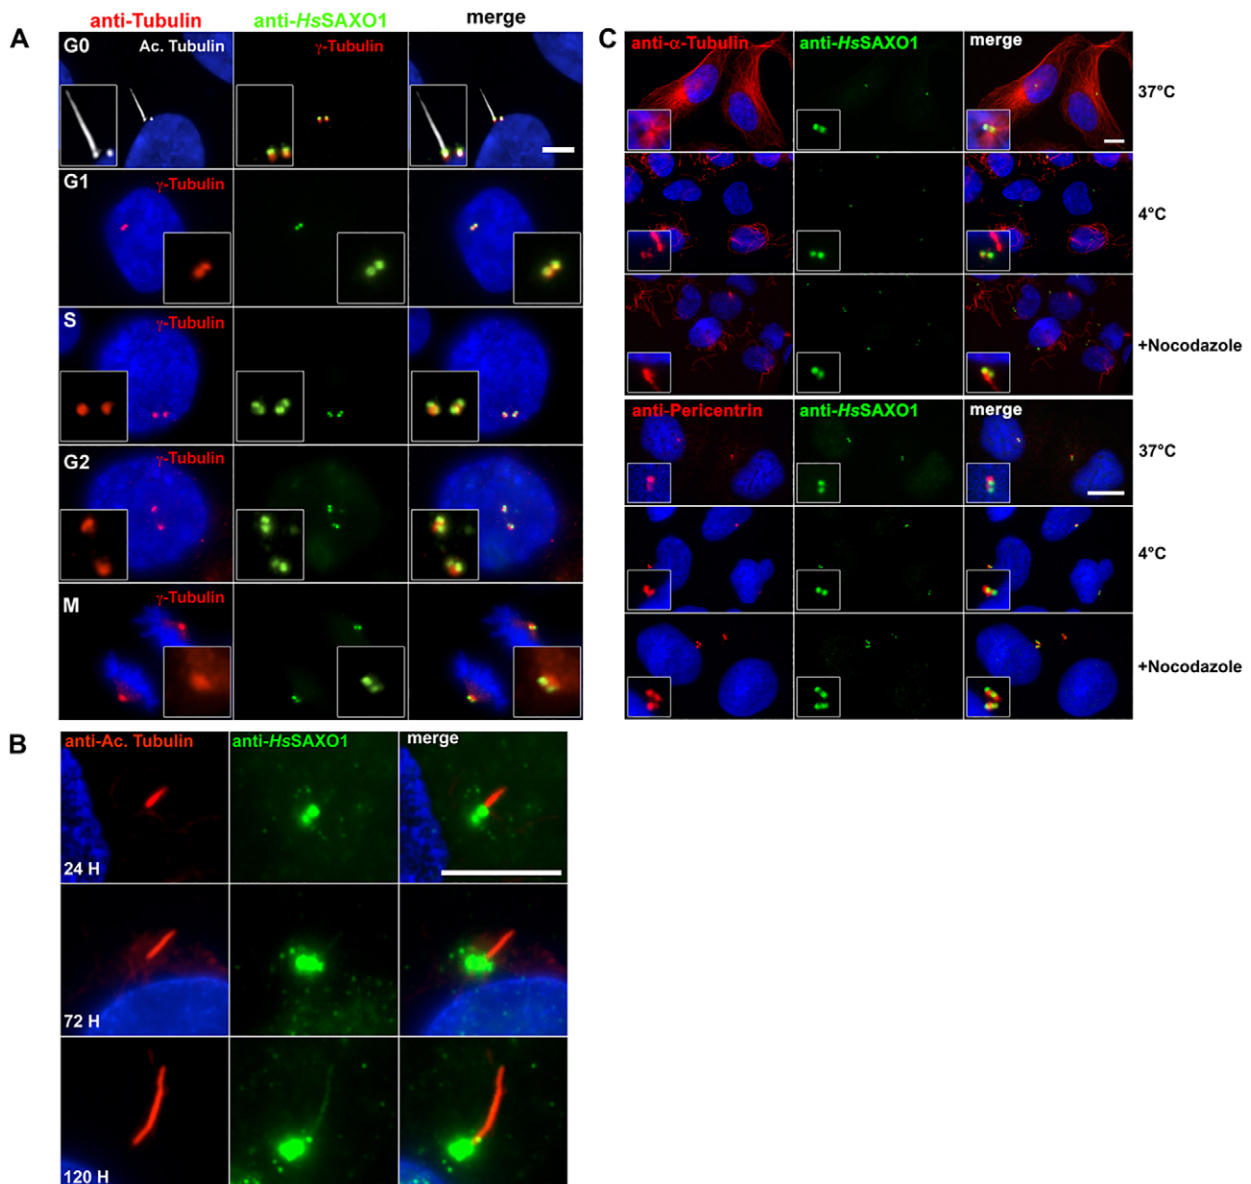 A
anti-Tubulin anti-HsSAXO1 merge
G0 Ac. Tubulin γ-Tubulin
G1 γ-Tubulin
S γ-Tubulin
G2 γ-Tubulin
M γ-Tubulin
B
anti-Ac. Tubulin anti-HsSAXO1 merge
24 H
72 H
120 H
C
anti-α-Tubulin anti-HsSAXO1 merge
37°C
4°C
+Nocodazole
anti-Pericentrin anti-HsSAXO1 merge
37°C
4°C
+Nocodazole